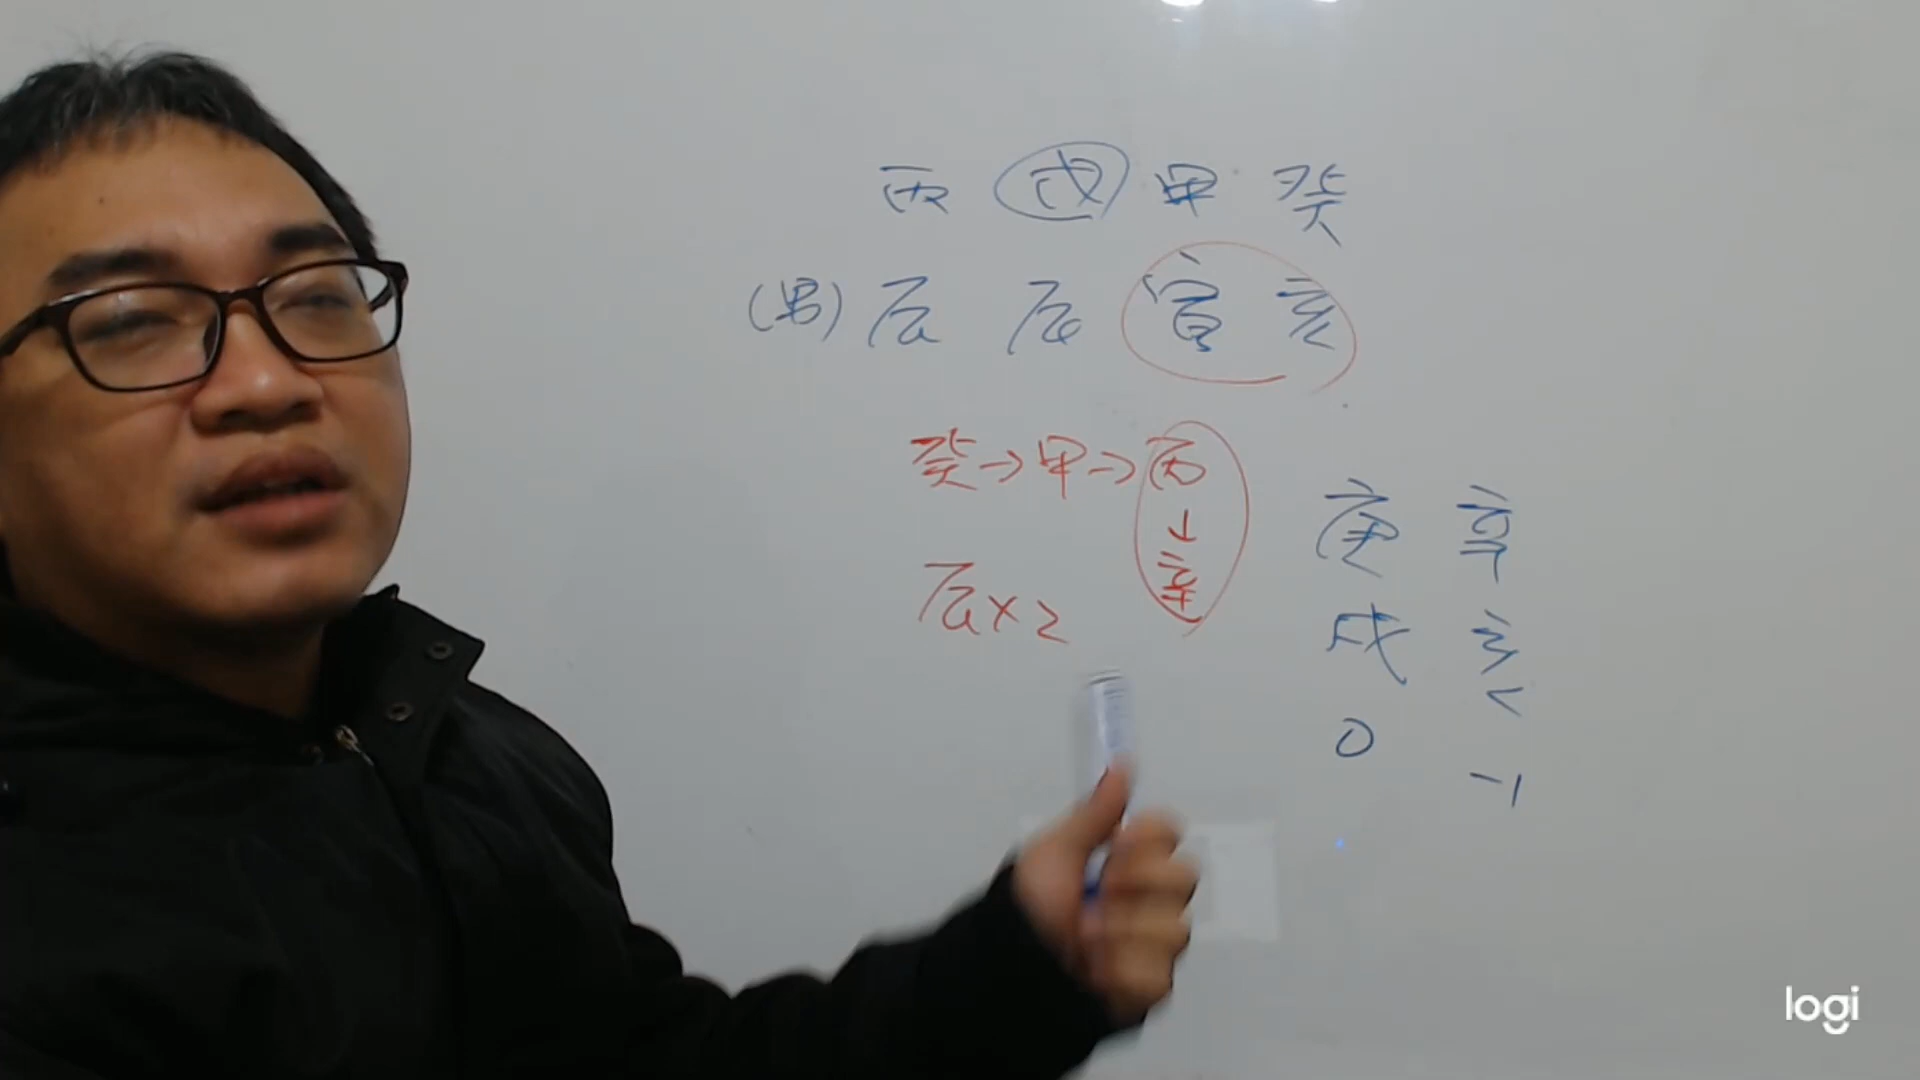 丙 戊 甲 癸
(男) 辰 辰 寅 亥
癸→甲→丙
↓
辛
辰×2
庚 辛
戌 亥
0 -1
logi